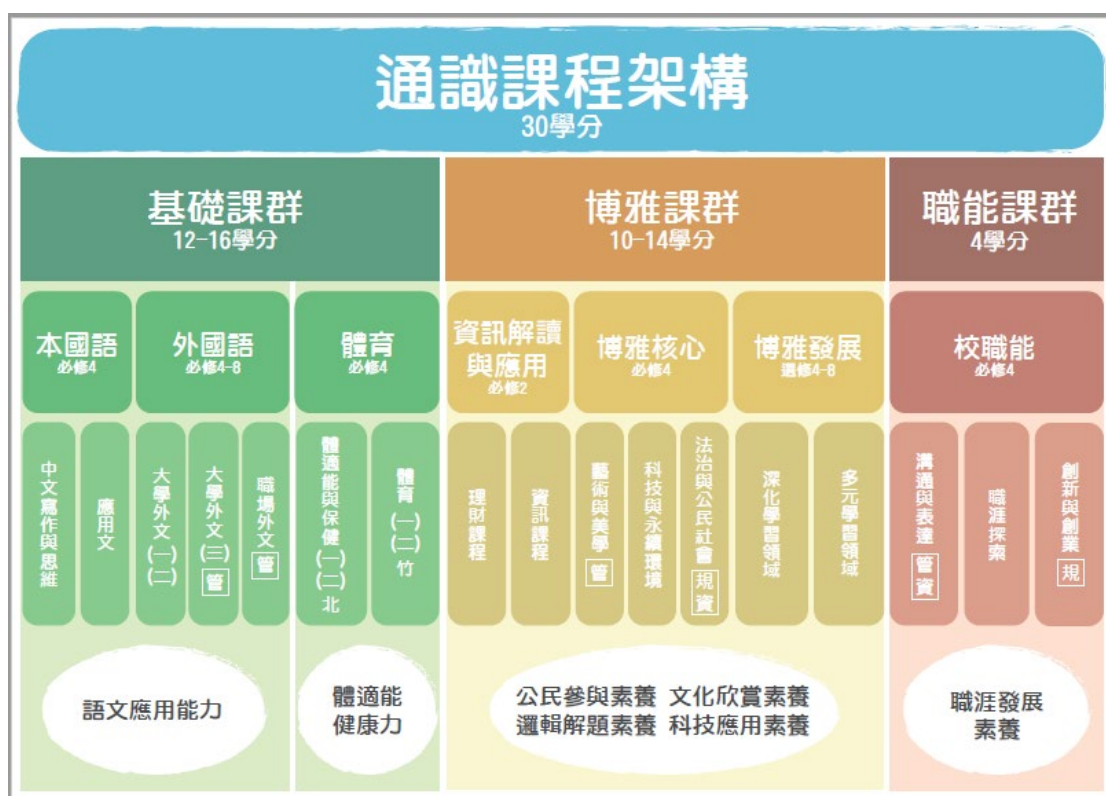 通識課程架構
30學分
基礎課群
12-16學分
博雅課群
10-14學分
職能課群
4學分
本國語
必修4
外國語
必修4-8
體育
必修4
資訊解讀
與應用
必修2
博雅核心
必修4
博雅發展
選修4-8
校職能
必修4
中文寫作與思維
應用文
大學外文(一)(二)
大學外文(三)管
職場外文管
體適能與保健(一)(二)北
體育(一)(二)竹
理財課程
資訊課程
藝術與美學管
科技與永續環境
法治與公民社會規資
深化學習領域
多元學習領域
溝通與表達管資
職涯探索
創新與創業規
語文應用能力
體適能
健康力
公民參與素養 文化欣賞素養
邏輯解題素養 科技應用素養
職涯發展
素養